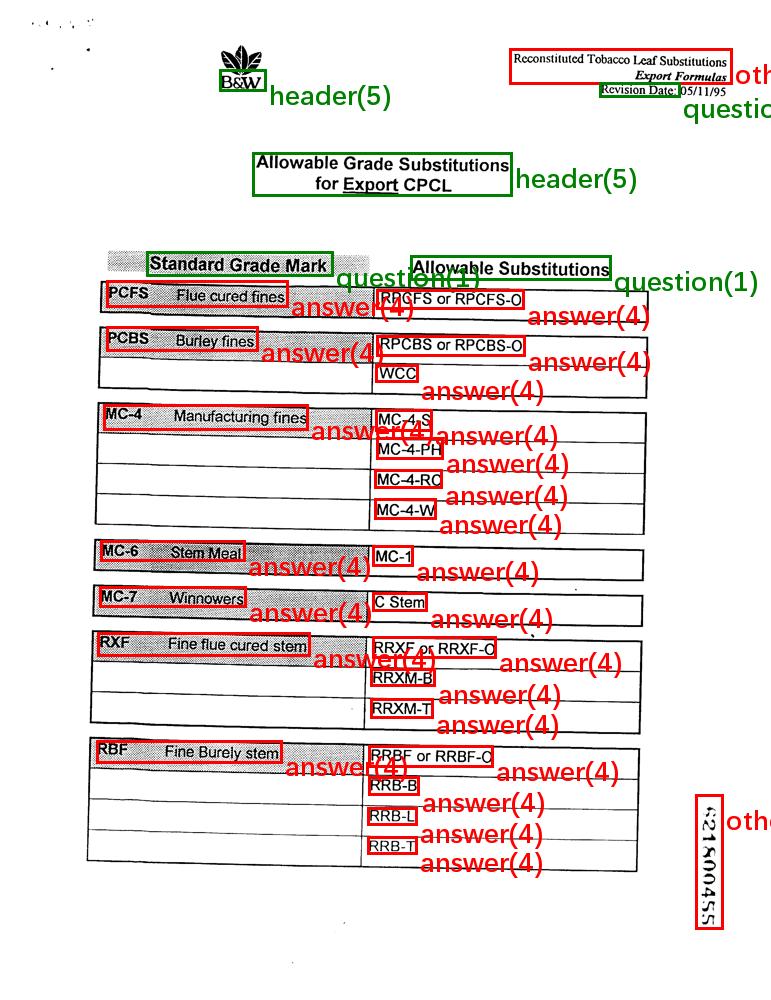 B&W
header(5)
Reconstituted Tobacco Leaf Substitutions
Export Formulas
oth
Revision Date: 05/11/95
questio
Allowable Grade Substitutions
for Export CPCL
header(5)
Standard Grade Mark question(1)
Allowable Substitutions question(1)
PCFS Flue cured fines answer(4)
RPCFS or RPCFS-O answer(4)
PCBS Burley fines answer(4)
RPCBS or RPCBS-O answer(4)
WCC answer(4)
MC-4 Manufacturing fines answer(4)
MC-4-S answer(4)
MC-4-PH answer(4)
MC-4-RC answer(4)
MC-4-W answer(4)
MC-6 Stem Meal answer(4)
MC-1 answer(4)
MC-7 Winnowers answer(4)
C Stem answer(4)
RXF Fine flue cured stem answer(4)
RRXF or RRXF-O answer(4)
RRXM-B answer(4)
RRXM-T answer(4)
RBF Fine Burely stem answer(4)
RRBF or RRBF-O answer(4)
RRB-B answer(4)
RRB-L answer(4)
RRB-T answer(4)
621800455
othe